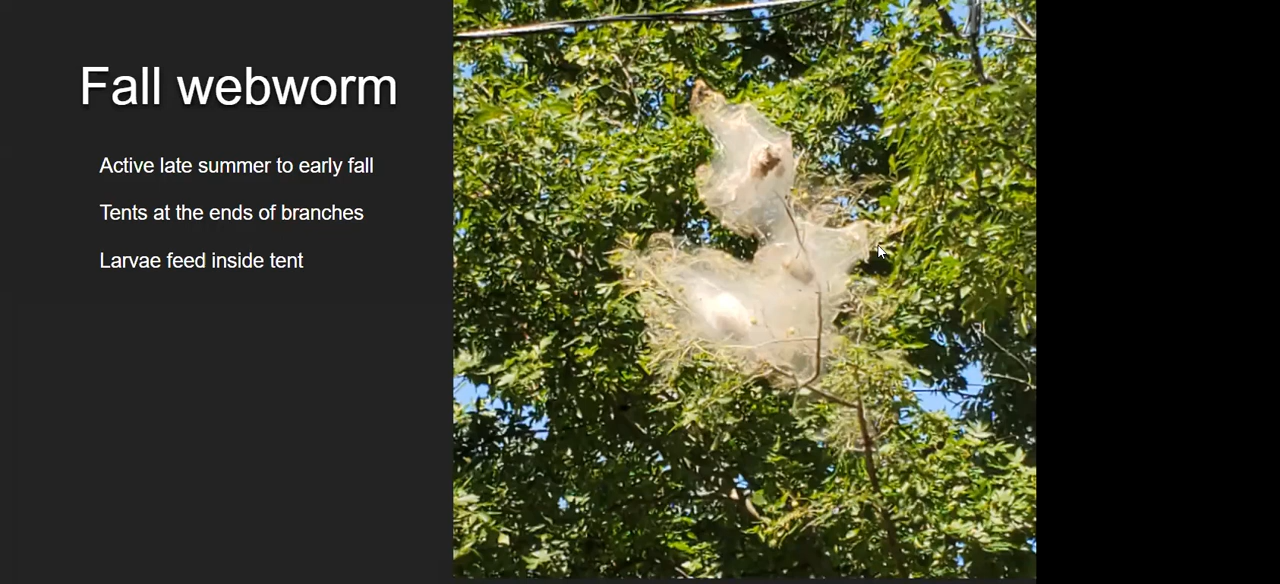 Fall webworm
Active late summer to early fall
Tents at the ends of branches
Larvae feed inside tent